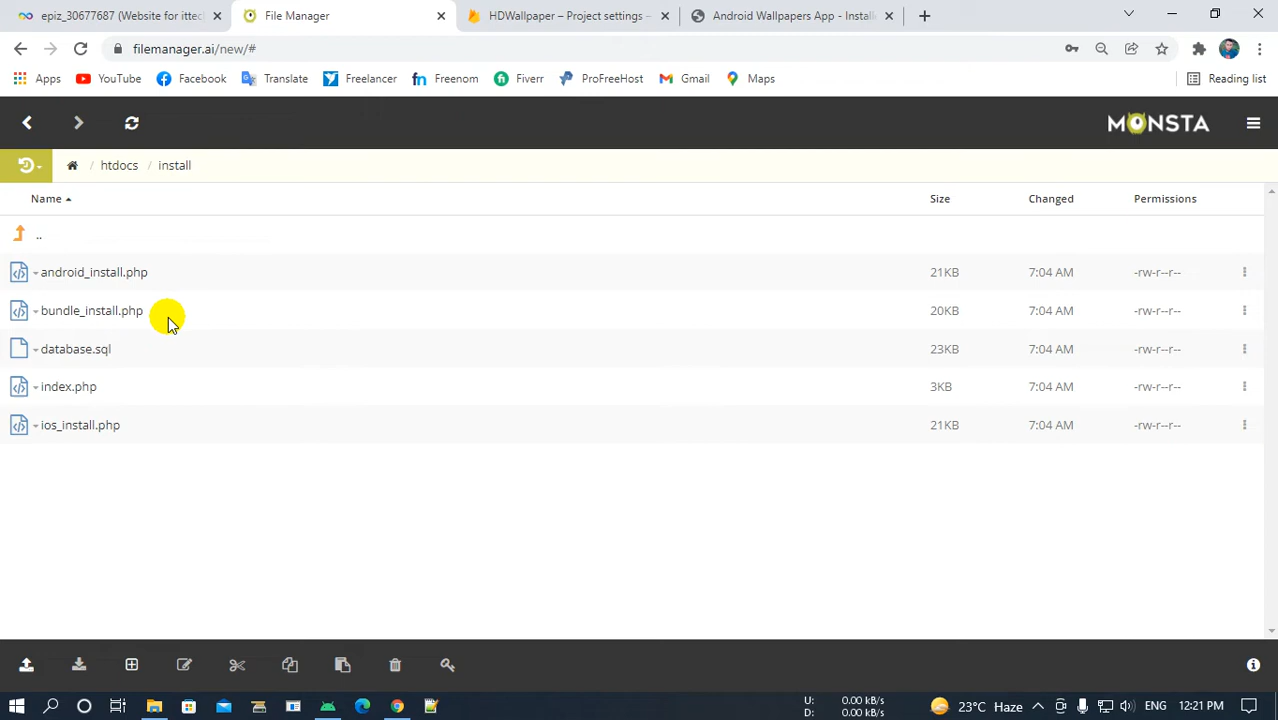 epiz_30677687 (Website for ittec
File Manager
HDWallpaper – Project settings –
Android Wallpapers App - Installe
filemanager.ai/new/#
Apps
YouTube
Facebook
Translate
Freelancer
Freenom
Fiverr
ProFreeHost
Gmail
Maps
Reading list
MONSTA
/ htdocs / install
Name
Size
Changed
Permissions
..
android_install.php 21KB 7:04 AM -rw-r--r--
bundle_install.php 20KB 7:04 AM -rw-r--r--
database.sql 23KB 7:04 AM -rw-r--r--
index.php 3KB 7:04 AM -rw-r--r--
ios_install.php 21KB 7:04 AM -rw-r--r--
U: 0.00 kB/s
D: 0.00 kB/s
23°C Haze
ENG
12:21 PM